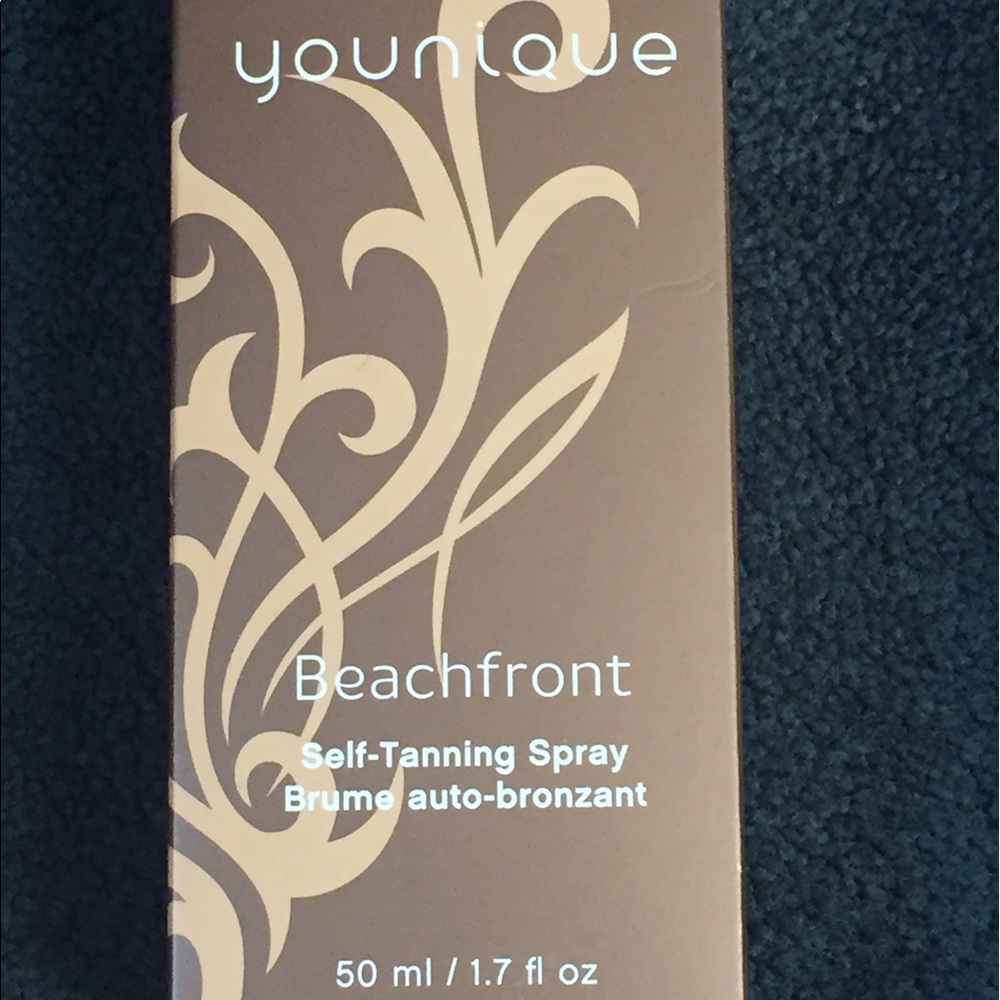 younique
Beachfront
Self-Tanning Spray
Brume auto-bronzant
50 ml / 1.7 fl oz